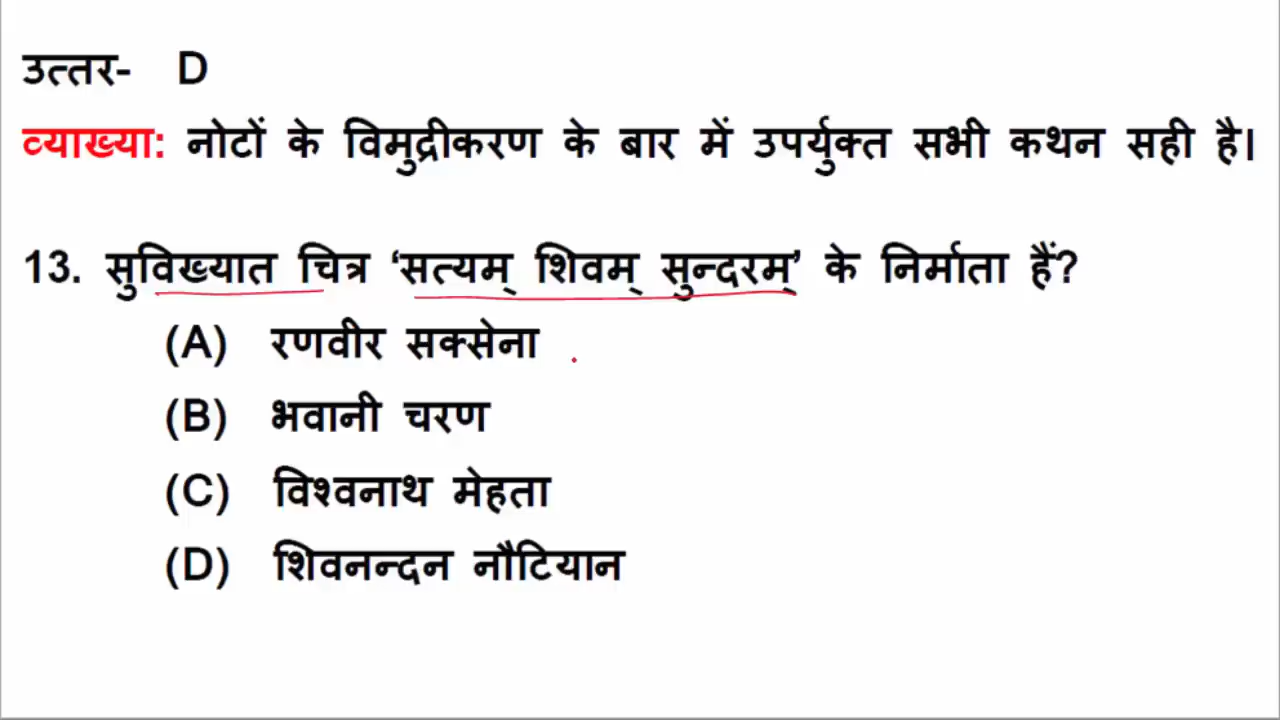 उत्तर- D
व्याख्या: नोटों के विमुद्रीकरण के बार में उपर्युक्त सभी कथन सही है।
13. सुविख्यात चित्र ‘सत्यम् शिवम् सुन्दरम्’ के निर्माता हैं?
(A) रणवीर सक्सेना
(B) भवानी चरण
(C) विश्वनाथ मेहता
(D) शिवनन्दन नौटियान